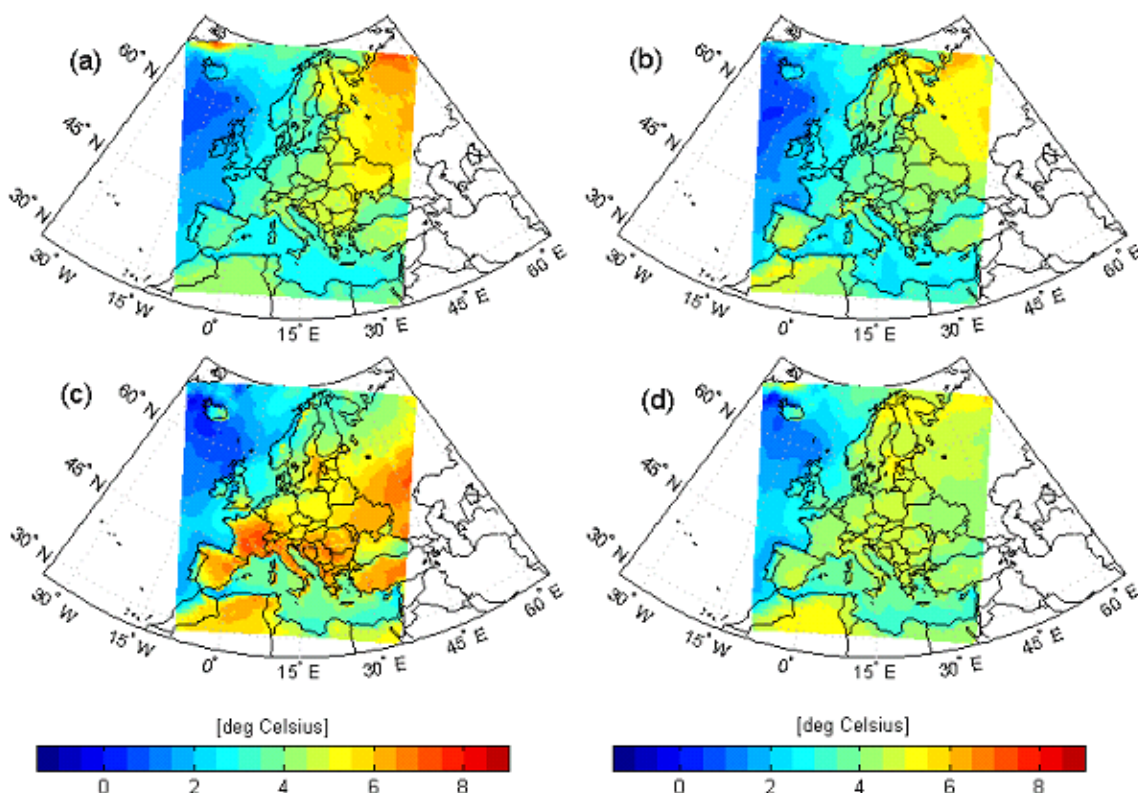 (a) (b)
60° N 60° N
45° N 45° N
30° N 30° N
30° W 60° E 30° W 60° E
15° W 45° E 15° W 45° E
0° 15° E 30° E 0° 15° E 30° E
(c) (d)
60° N 60° N
45° N 45° N
30° N 30° N
30° W 60° E 30° W 60° E
15° W 45° E 15° W 45° E
0° 15° E 30° E 0° 15° E 30° E
[deg Celsius] [deg Celsius]
0 2 4 6 8 0 2 4 6 8